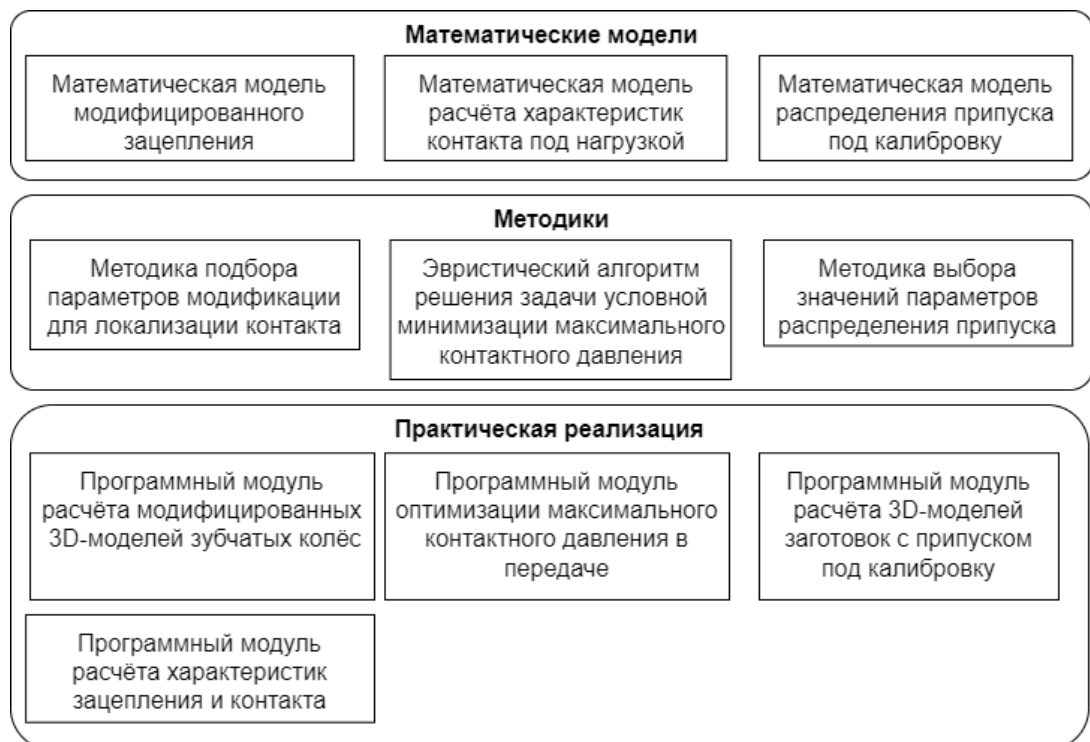 Математические модели
Математическая модель
модифицированного
зацепления
Математическая модель
расчёта характеристик
контакта под нагрузкой
Математическая модель
распределения припуска
под калибровку
Методики
Методика подбора
параметров модификации
для локализации контакта
Эвристический алгоритм
решения задачи условной
минимизации максимального
контактного давления
Методика выбора
значений параметров
распределения припуска
Практическая реализация
Программный модуль
расчёта модифицированных
3D-моделей зубчатых колёс
Программный модуль
оптимизации максимального
контактного давления в
передаче
Программный модуль
расчёта 3D-моделей
заготовок с припуском
под калибровку
Программный модуль
расчёта характеристик
зацепления и контакта